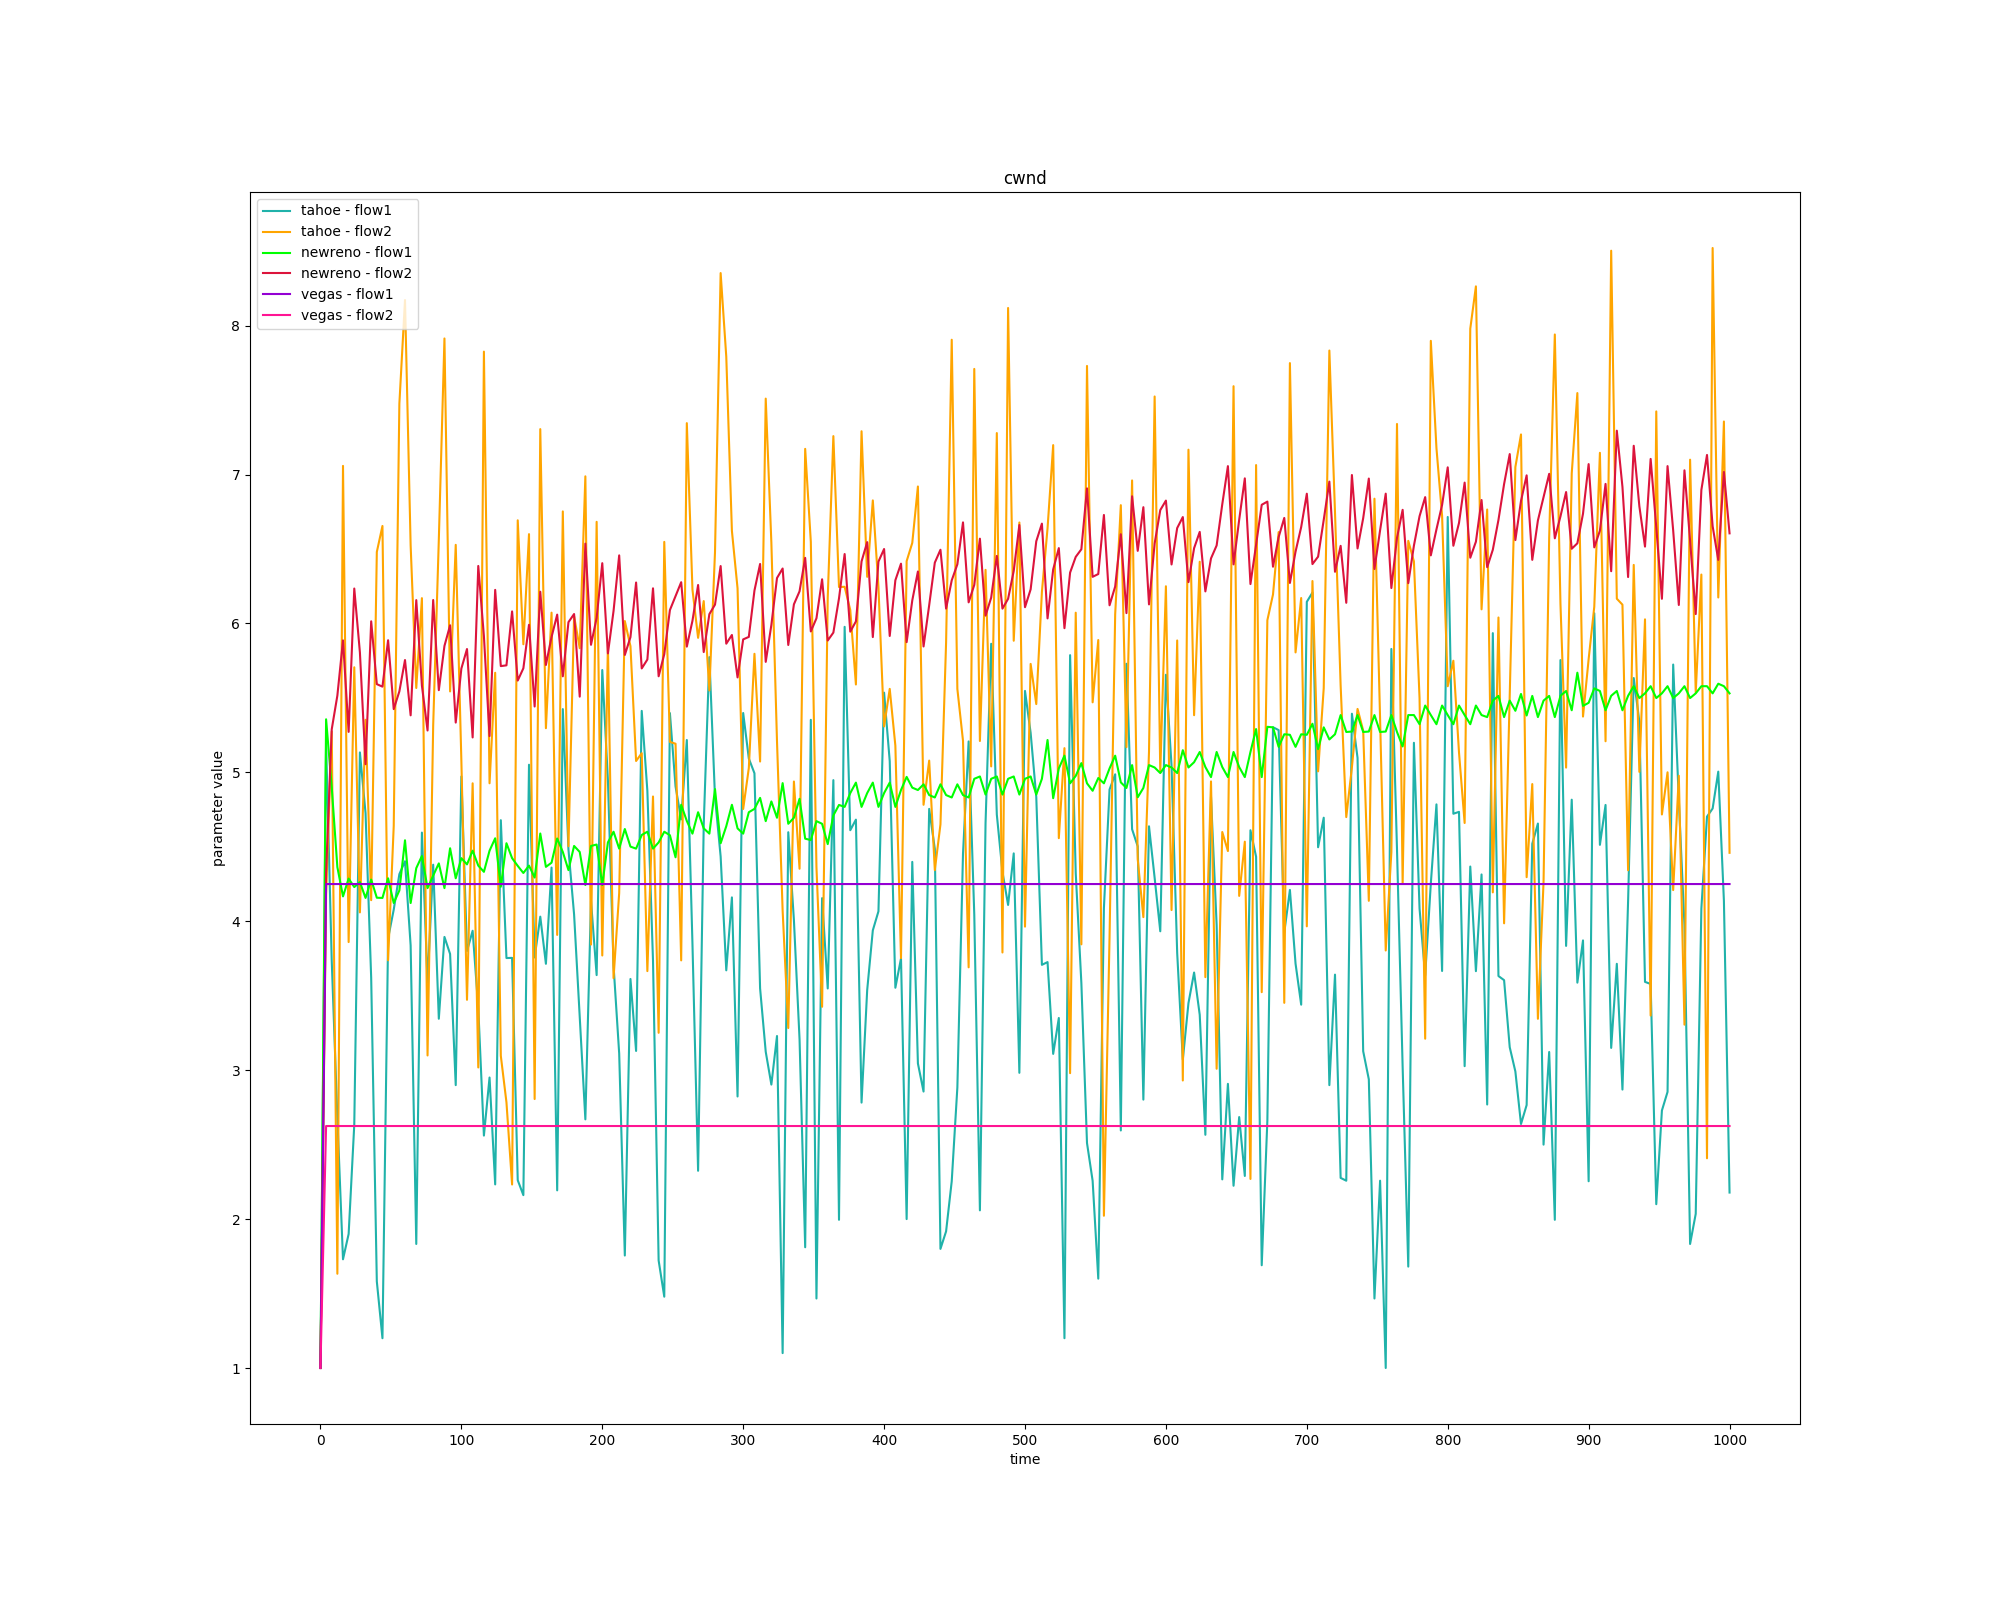 cwnd
tahoe - flow1
tahoe - flow2
newreno - flow1
newreno - flow2
vegas - flow1
vegas - flow2
parameter value
8
7
6
5
4
3
2
1
0 100 200 300 400 500 600 700 800 900 1000
time